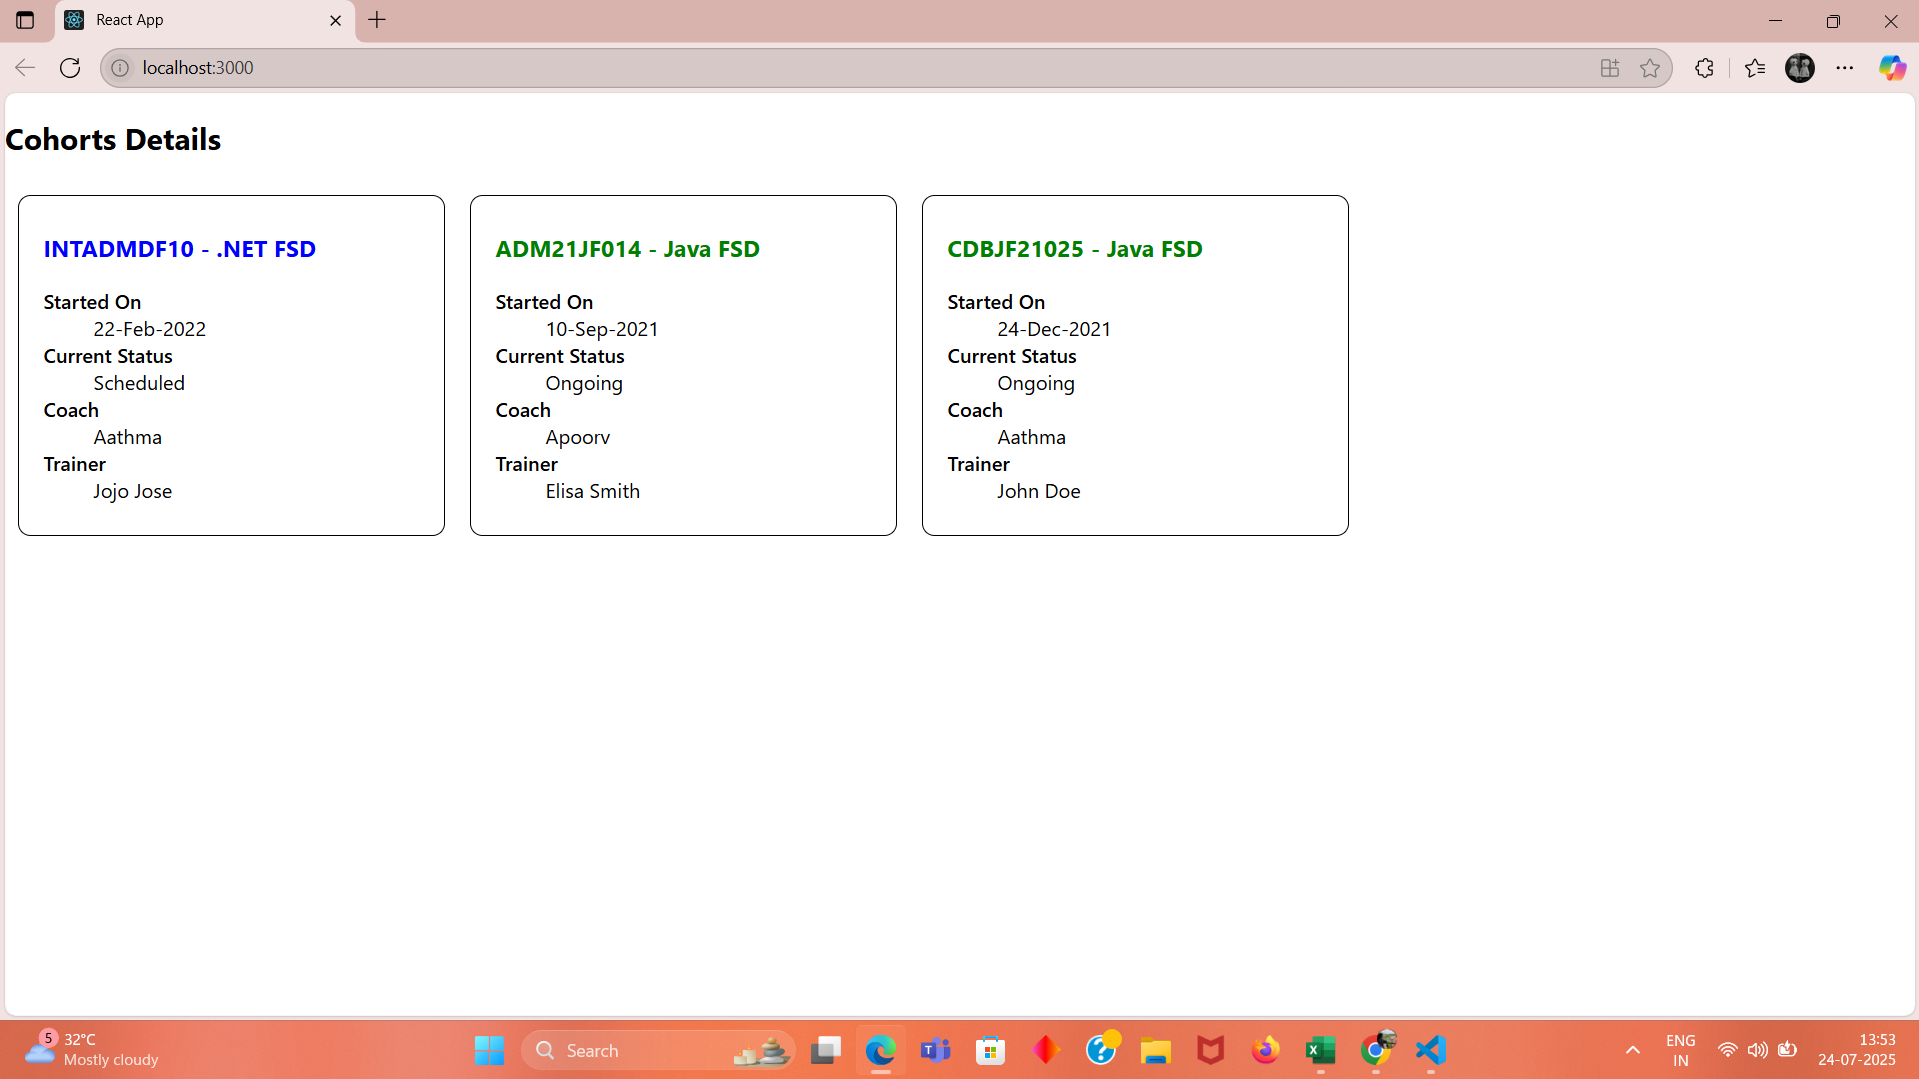 React App
localhost:3000
Cohorts Details
INTADMDF10 - .NET FSD
Started On
22-Feb-2022
Current Status
Scheduled
Coach
Aathma
Trainer
Jojo Jose
ADM21JF014 - Java FSD
Started On
10-Sep-2021
Current Status
Ongoing
Coach
Apoorv
Trainer
Elisa Smith
CDBJF21025 - Java FSD
Started On
24-Dec-2021
Current Status
Ongoing
Coach
Aathma
Trainer
John Doe
5
32°C
Mostly cloudy
Search
ENG
IN
13:53
24-07-2025